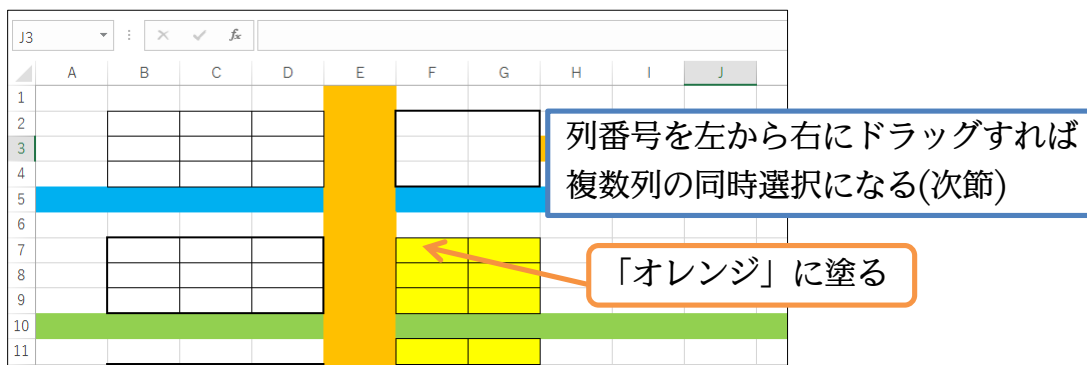 J3
fx
A B C D E F G H I J
1
2
3
4
5
6
7
8
9
10
11
列番号を左から右にドラッグすれば
複数列の同時選択になる(次節)
「オレンジ」に塗る